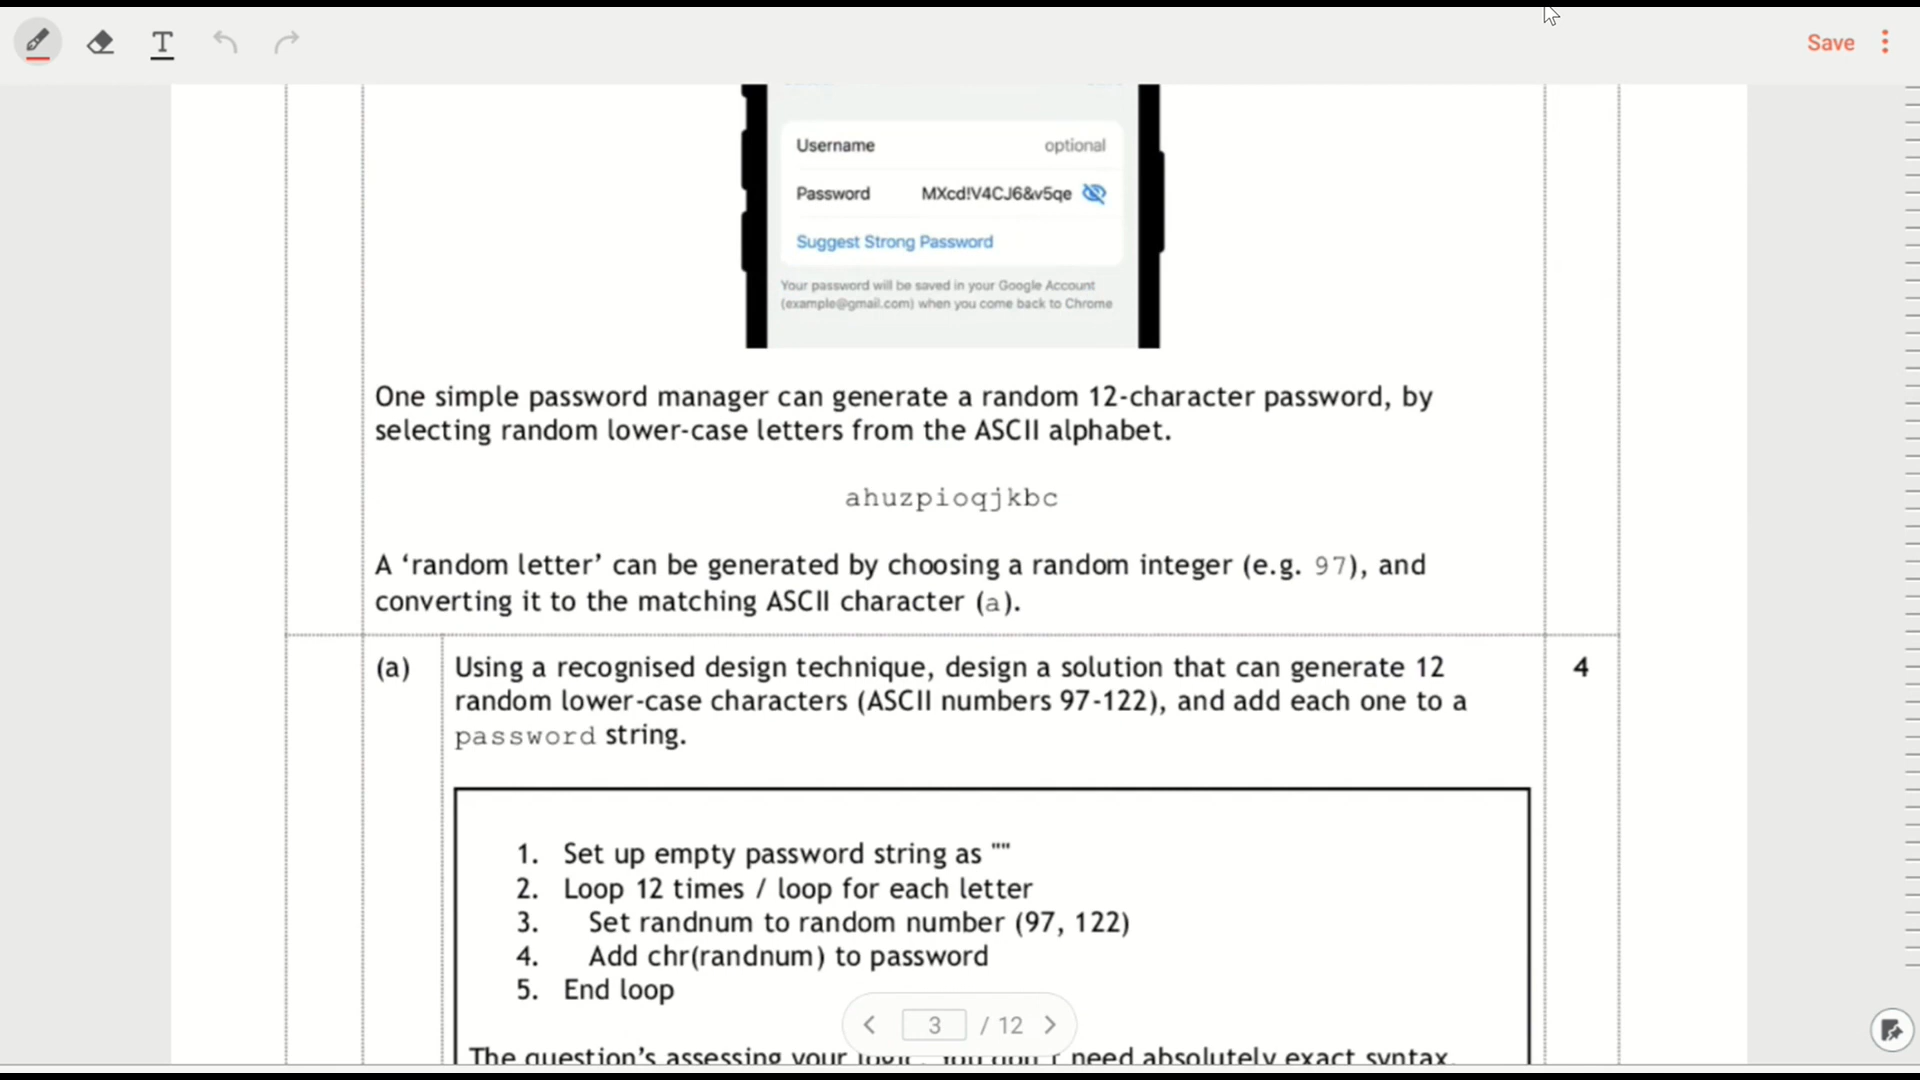 Save
Username optional
Password MXcd!V4CJ6&v5qe
Suggest Strong Password
Your password will be saved in your Google Account
(example@gmail.com) when you come back to Chrome
One simple password manager can generate a random 12-character password, by
selecting random lower-case letters from the ASCII alphabet.
ahuzpioqjkbc
A ‘random letter’ can be generated by choosing a random integer (e.g. 97), and
converting it to the matching ASCII character (a).
(a) Using a recognised design technique, design a solution that can generate 12 4
random lower-case characters (ASCII numbers 97-122), and add each one to a
password string.
1. Set up empty password string as ""
2. Loop 12 times / loop for each letter
3. Set randnum to random number (97, 122)
4. Add chr(randnum) to password
5. End loop
3 / 12
The question’s assessing your logic. You don’t need absolutely exact syntax.